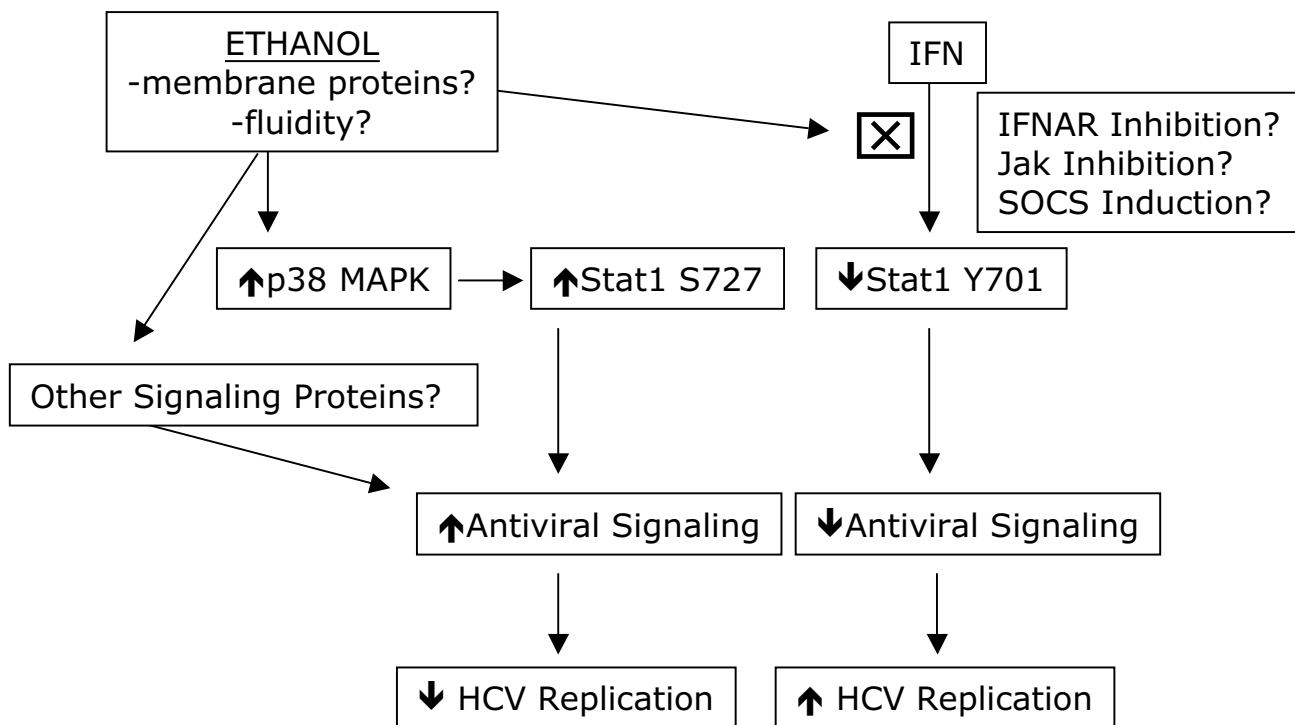 ETHANOL
-membrane proteins?
-fluidity?
IFN
IFNAR Inhibition?
Jak Inhibition?
SOCS Induction?
🡹p38 MAPK
🡹Stat1 S727
🡻Stat1 Y701
Other Signaling Proteins?
🡹Antiviral Signaling
🡻Antiviral Signaling
🡻 HCV Replication
🡹 HCV Replication